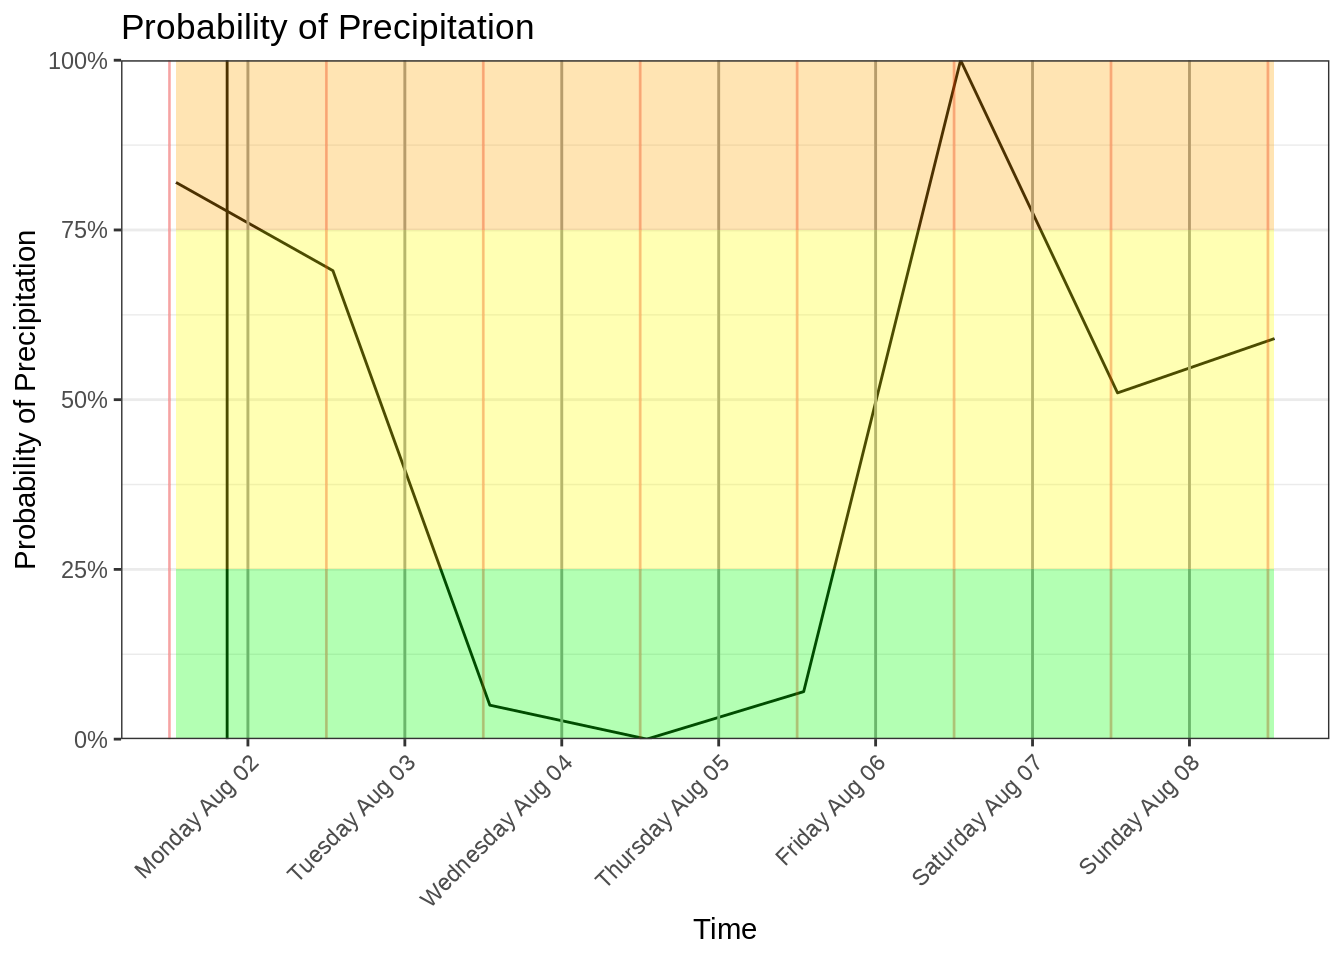 Probability of Precipitation
100%
75%
50%
25%
0%
Probability of Precipitation
Monday Aug 02
Tuesday Aug 03
Wednesday Aug 04
Thursday Aug 05
Friday Aug 06
Saturday Aug 07
Sunday Aug 08
Time